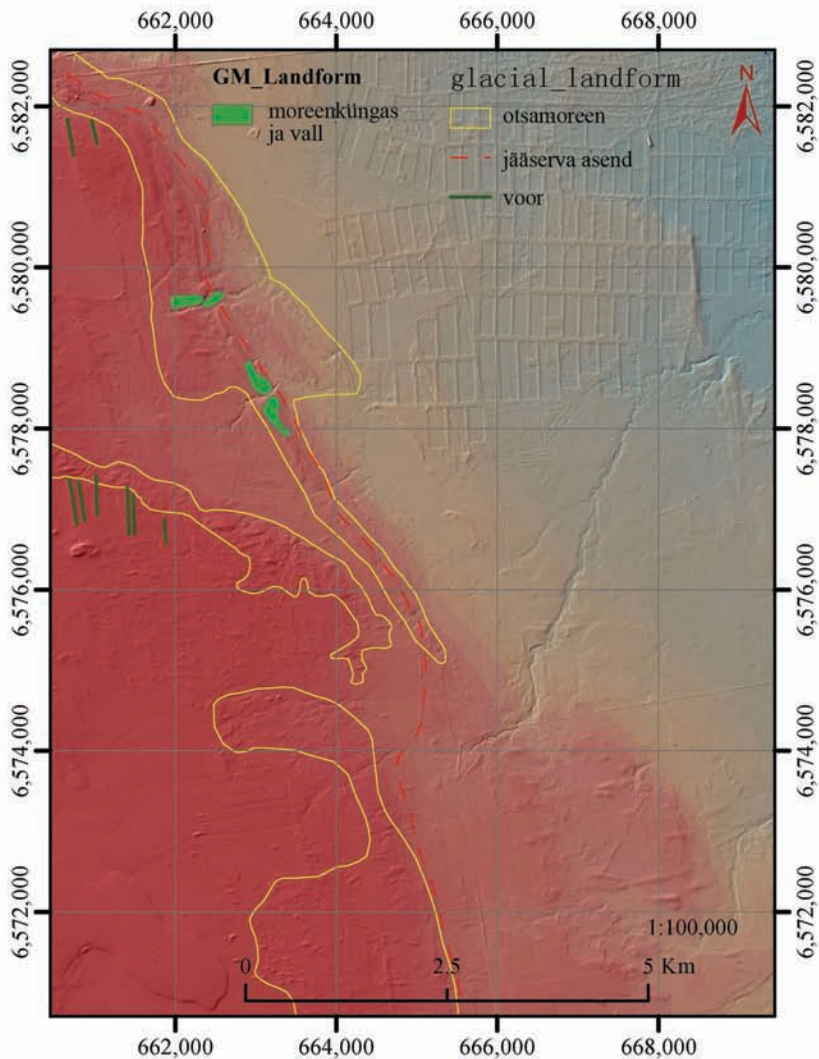 662,000 664,000 666,000 668,000
GM_Landform
moreenküngas
ja vall
glacial_landform
otsamoreen
jääserva asend
voor
N
6,582,000 6,582,000
6,580,000 6,580,000
6,578,000 6,578,000
6,576,000 6,576,000
6,574,000 6,574,000
6,572,000 6,572,000
1:100,000
0 2.5 5 Km
662,000 664,000 666,000 668,000